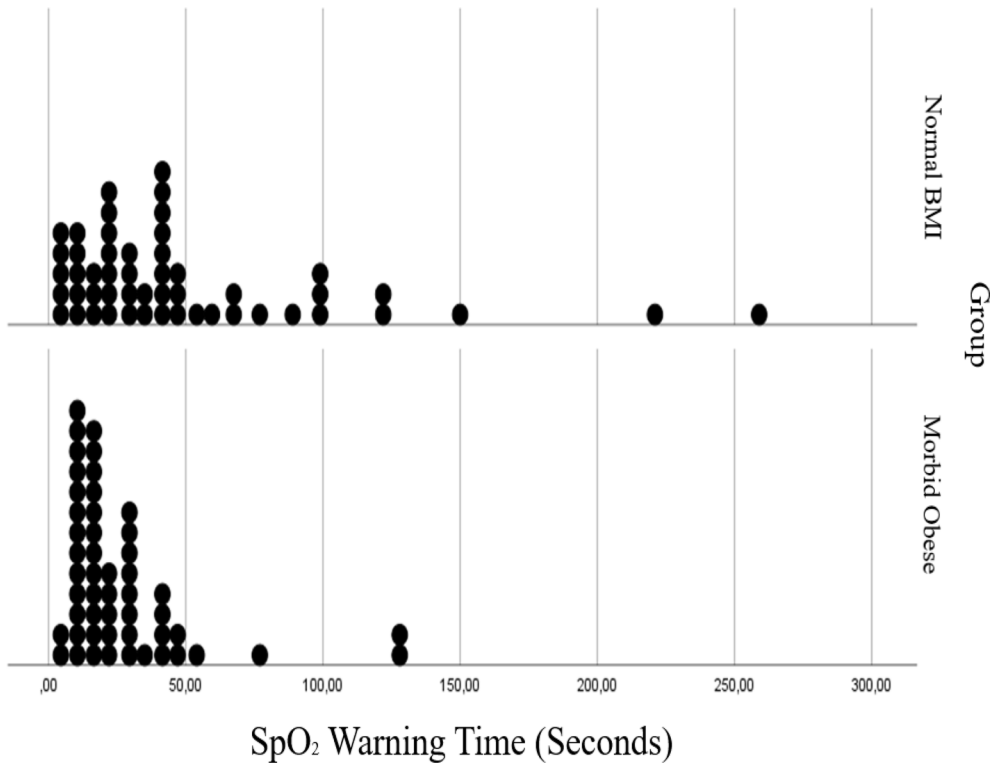 Normal BMI
Group
Morbid Obese
,00 50,00 100,00 150,00 200,00 250,00 300,00
SpO₂ Warning Time (Seconds)